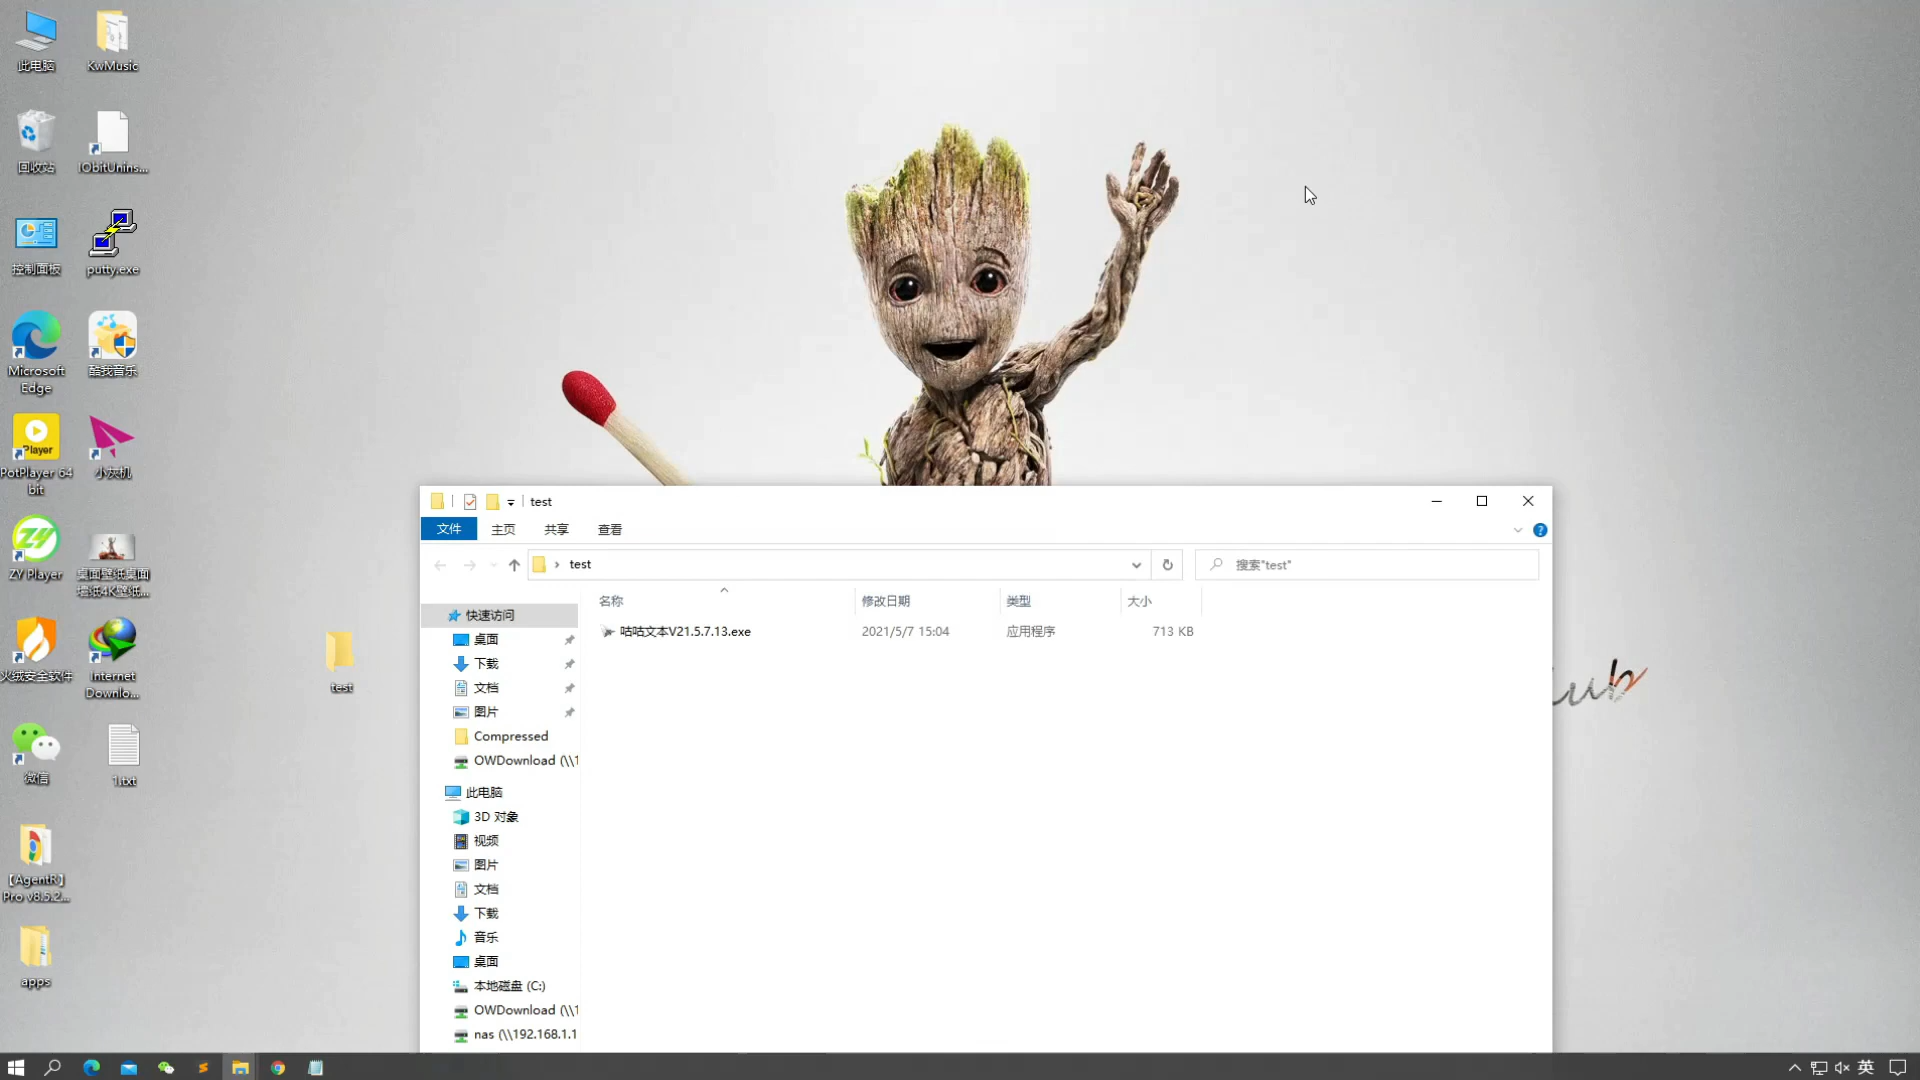 此电脑
KwMusic
回收站
IObitUnins...
控制面板
putty.exe
Microsoft
Edge
酷我音乐
Player
PotPlayer 64
bit
小灰机
ZY Player
桌面壁纸桌面
墙纸4K壁纸...
火绒安全软件
Internet
Downlo...
微信
1.txt
【AgentR】
Pro v8.5.2...
apps
test
test
文件
主页
共享
查看
test
搜索"test"
名称
修改日期
类型
大小
咕咕文本V21.5.7.13.exe
2021/5/7 15:04
应用程序
713 KB
快速访问
桌面
下载
文档
图片
Compressed
OWDownload (\\1
此电脑
3D 对象
视频
图片
文档
下载
音乐
桌面
本地磁盘 (C:)
OWDownload (\\1
nas (\\192.168.1.1
ub
英